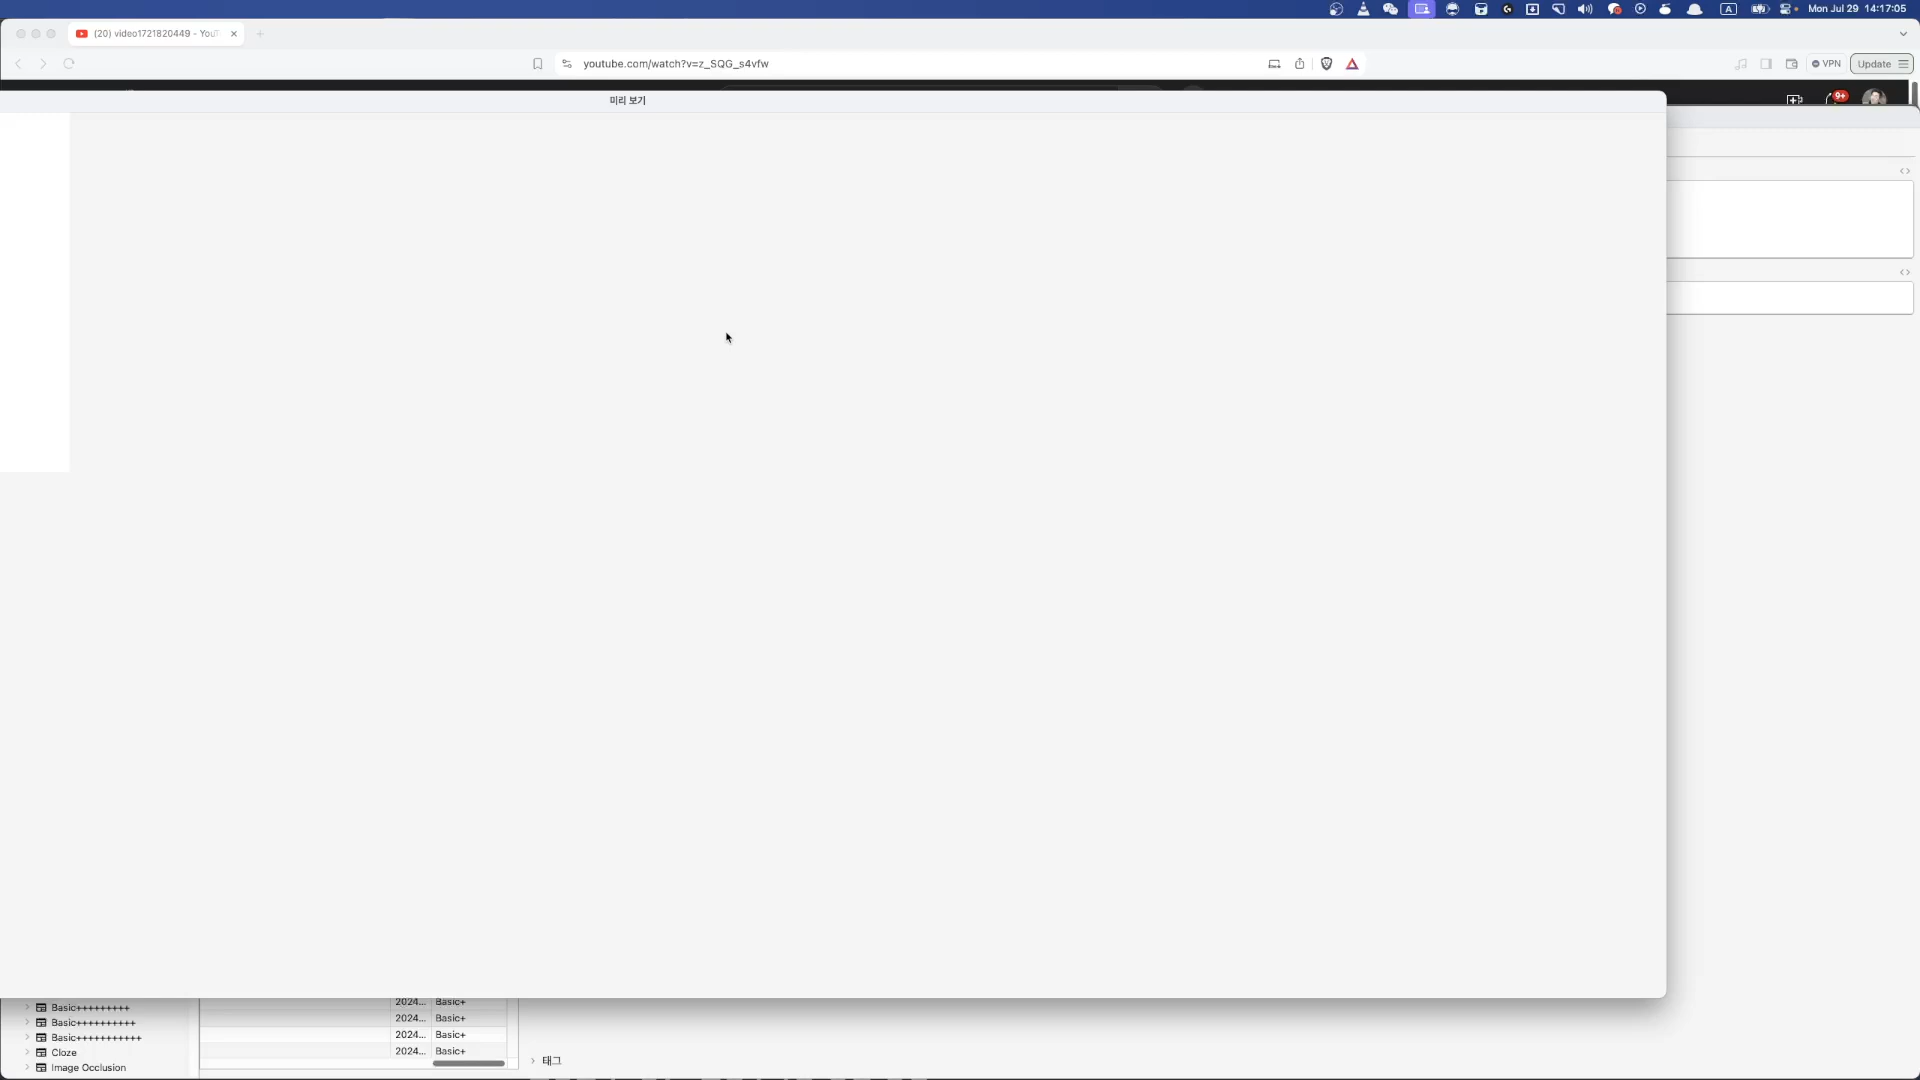 Mon Jul 29 14:17:05
(20) video1721820449 - YouT
youtube.com/watch?v=z_SQG_s4vfw
VPN
Update
미리 보기
9+
Basic+++++++++
2024... Basic+
Basic++++++++++
2024... Basic+
Basic+++++++++++
2024... Basic+
Cloze
2024... Basic+
태그
Image Occlusion